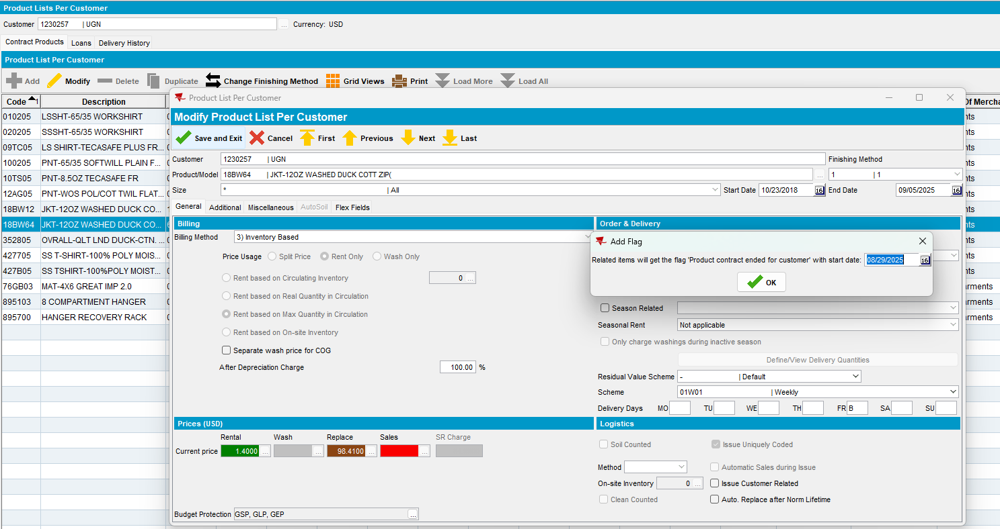 Product Lists Per Customer
Customer 1230257 | UGN ... Currency: USD
Contract Products Loans Delivery History
Product List Per Customer
Add Modify Delete Duplicate Change Finishing Method Grid Views Print Load More Load All
Code 1 Description Of Mercha
010205 LSSHT-65/35 WORKSHIRT
020205 SSSHT-65/35 WORKSHIRT
09TC05 LS SHIRT-TECASAFE PLUS FR...
100205 PNT-65/35 SOFTWILL PLAIN F...
10TS05 PNT-8.5OZ TECASAFE FR
12AG05 PNT-WOS POL/COT TWIL FLAT...
18BW12 JKT-12OZ WASHED DUCK CO...
18BW64 JKT-12OZ WASHED DUCK CO...
352805 OVRALL-QLT LND DUCK-CTN. ...
427705 SS T-SHIRT-100% POLY MOIS...
427B05 SS TSHIRT-100%POLY MOIST...
76GB03 MAT-4X6 GREAT IMP 2.0
895103 8 COMPARTMENT HANGER
895700 HANGER RECOVERY RACK
nts
nts
nts
nts
nts
nts
nts
nts
nts
nts
nts
arments
arments
arments
Product List Per Customer
Modify Product List Per Customer
Save and Exit Cancel First Previous Next Last
Customer 1230257 | UGN Finishing Method
Product/Model 18BW64 | JKT-12OZ WASHED DUCK COTT ZIP( ... 1 | 1
Size * | All Start Date 10/23/2018 16 End Date 09/05/2025 16
General Additional Miscellaneous AutoSoil Flex Fields
Billing
Billing Method 3) Inventory Based
Price Usage Split Price Rent Only Wash Only
Rent based on Circulating Inventory 0 ...
Rent based on Real Quantity in Circulation
Rent based on Max Quantity in Circulation
Rent based on On-site Inventory
Separate wash price for COG
After Depreciation Charge 100.00 %
Order & Delivery
Add Flag
Related items will get the flag 'Product contract ended for customer' with start date: 08/29/2025 16
OK
Season Related
Seasonal Rent Not applicable
Only charge washings during inactive season
Define/View Delivery Quantities
Residual Value Scheme - | Default
Scheme 01W01 | Weekly
Delivery Days MO TU WE TH FR B SA SU
Prices (USD)
Rental Wash Replace Sales SR Charge
Current price 1.4000 ... ... 98.4100 ... ...
Budget Protection GSP, GLP, GEP ...
Logistics
Soil Counted Issue Uniquely Coded
Method Automatic Sales during Issue
On-site Inventory 0 ... Issue Customer Related
Clean Counted Auto. Replace after Norm Lifetime